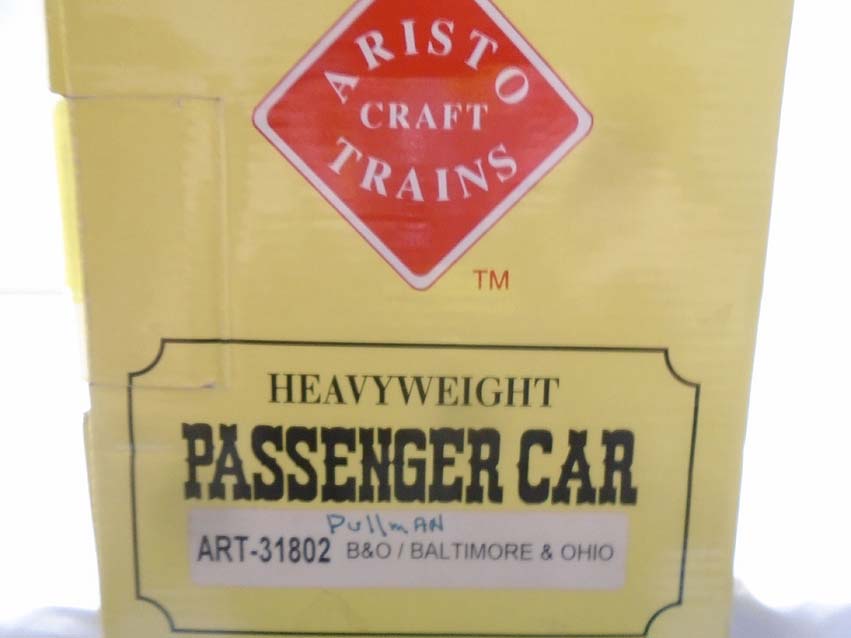 ARISTO
CRAFT
TRAINS
TM
HEAVYWEIGHT
PASSENGER CAR
PullmAN
ART-31802 B&O / BALTIMORE & OHIO